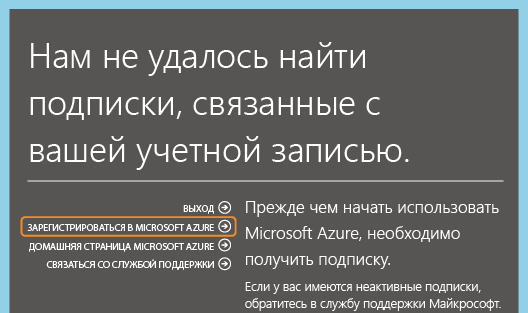 Нам не удалось найти
подписки, связанные с
вашей учетной записью.
ВЫХОД
ЗАРЕГИСТРИРОВАТЬСЯ В MICROSOFT AZURE
ДОМАШНЯЯ СТРАНИЦА MICROSOFT AZURE
СВЯЗАТЬСЯ СО СЛУЖБОЙ ПОДДЕРЖКИ
Прежде чем начать использовать
Microsoft Azure, необходимо
получить подписку.
Если у вас имеются неактивные подписки,
обратитесь в службу поддержки Майкрософт.